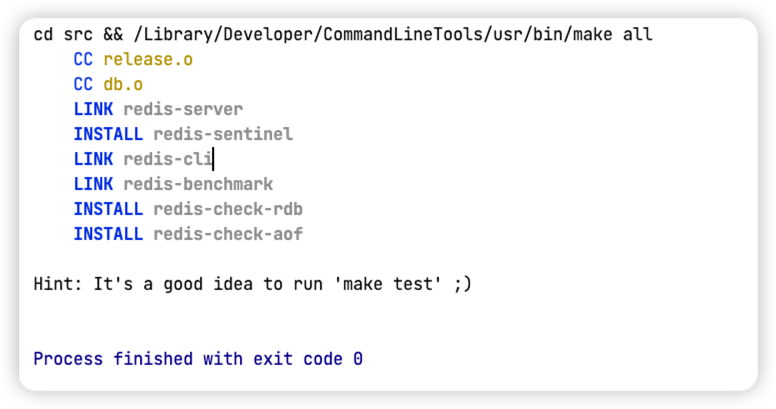 cd src && /Library/Developer/CommandLineTools/usr/bin/make all
CC release.o
CC db.o
LINK redis-server
INSTALL redis-sentinel
LINK redis-cli
LINK redis-benchmark
INSTALL redis-check-rdb
INSTALL redis-check-aof
Hint: It's a good idea to run 'make test' ;)
Process finished with exit code 0